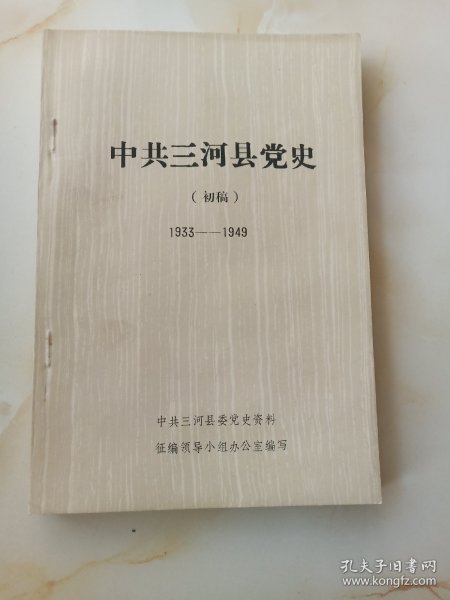 中共三河县党史
（初稿）
1933——1949
中共三河县委党史资料
征编领导小组办公室编写
孔夫子旧书网
www.kongfz.com